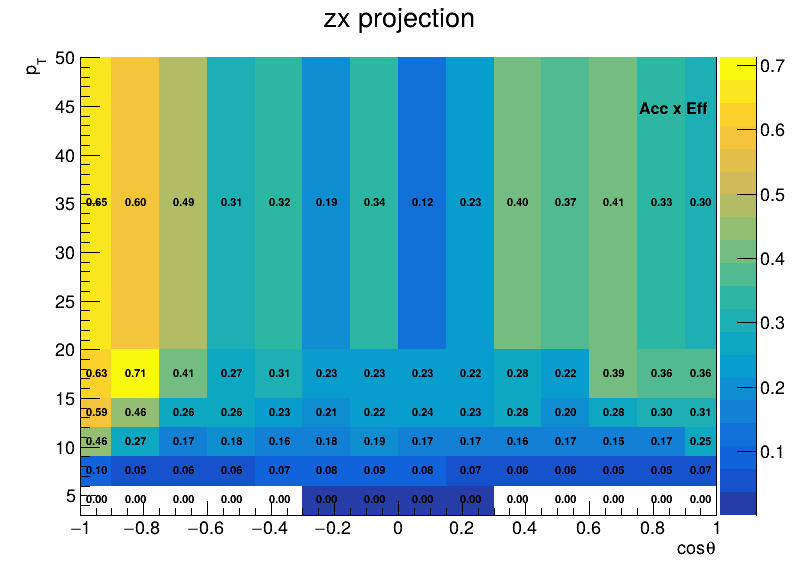 zx projection
p_T
50
45
40
35
30
25
20
15
10
5
Acc x Eff
0.65 0.60 0.49 0.31 0.32 0.19 0.34 0.12 0.23 0.40 0.37 0.41 0.33 0.30
0.63 0.71 0.41 0.27 0.31 0.23 0.23 0.23 0.22 0.28 0.22 0.39 0.36 0.36
0.59 0.46 0.26 0.26 0.23 0.21 0.22 0.24 0.23 0.28 0.20 0.28 0.30 0.31
0.46 0.27 0.17 0.18 0.16 0.18 0.19 0.17 0.17 0.16 0.17 0.15 0.17 0.25
0.10 0.05 0.06 0.06 0.07 0.08 0.09 0.08 0.07 0.06 0.06 0.05 0.05 0.07
0.00 0.00 0.00 0.00 0.00 0.00 0.00 0.00 0.00 0.00 0.00 0.00 0.00 0.00
−1 −0.8 −0.6 −0.4 −0.2 0 0.2 0.4 0.6 0.8 1
cosθ
0.7
0.6
0.5
0.4
0.3
0.2
0.1